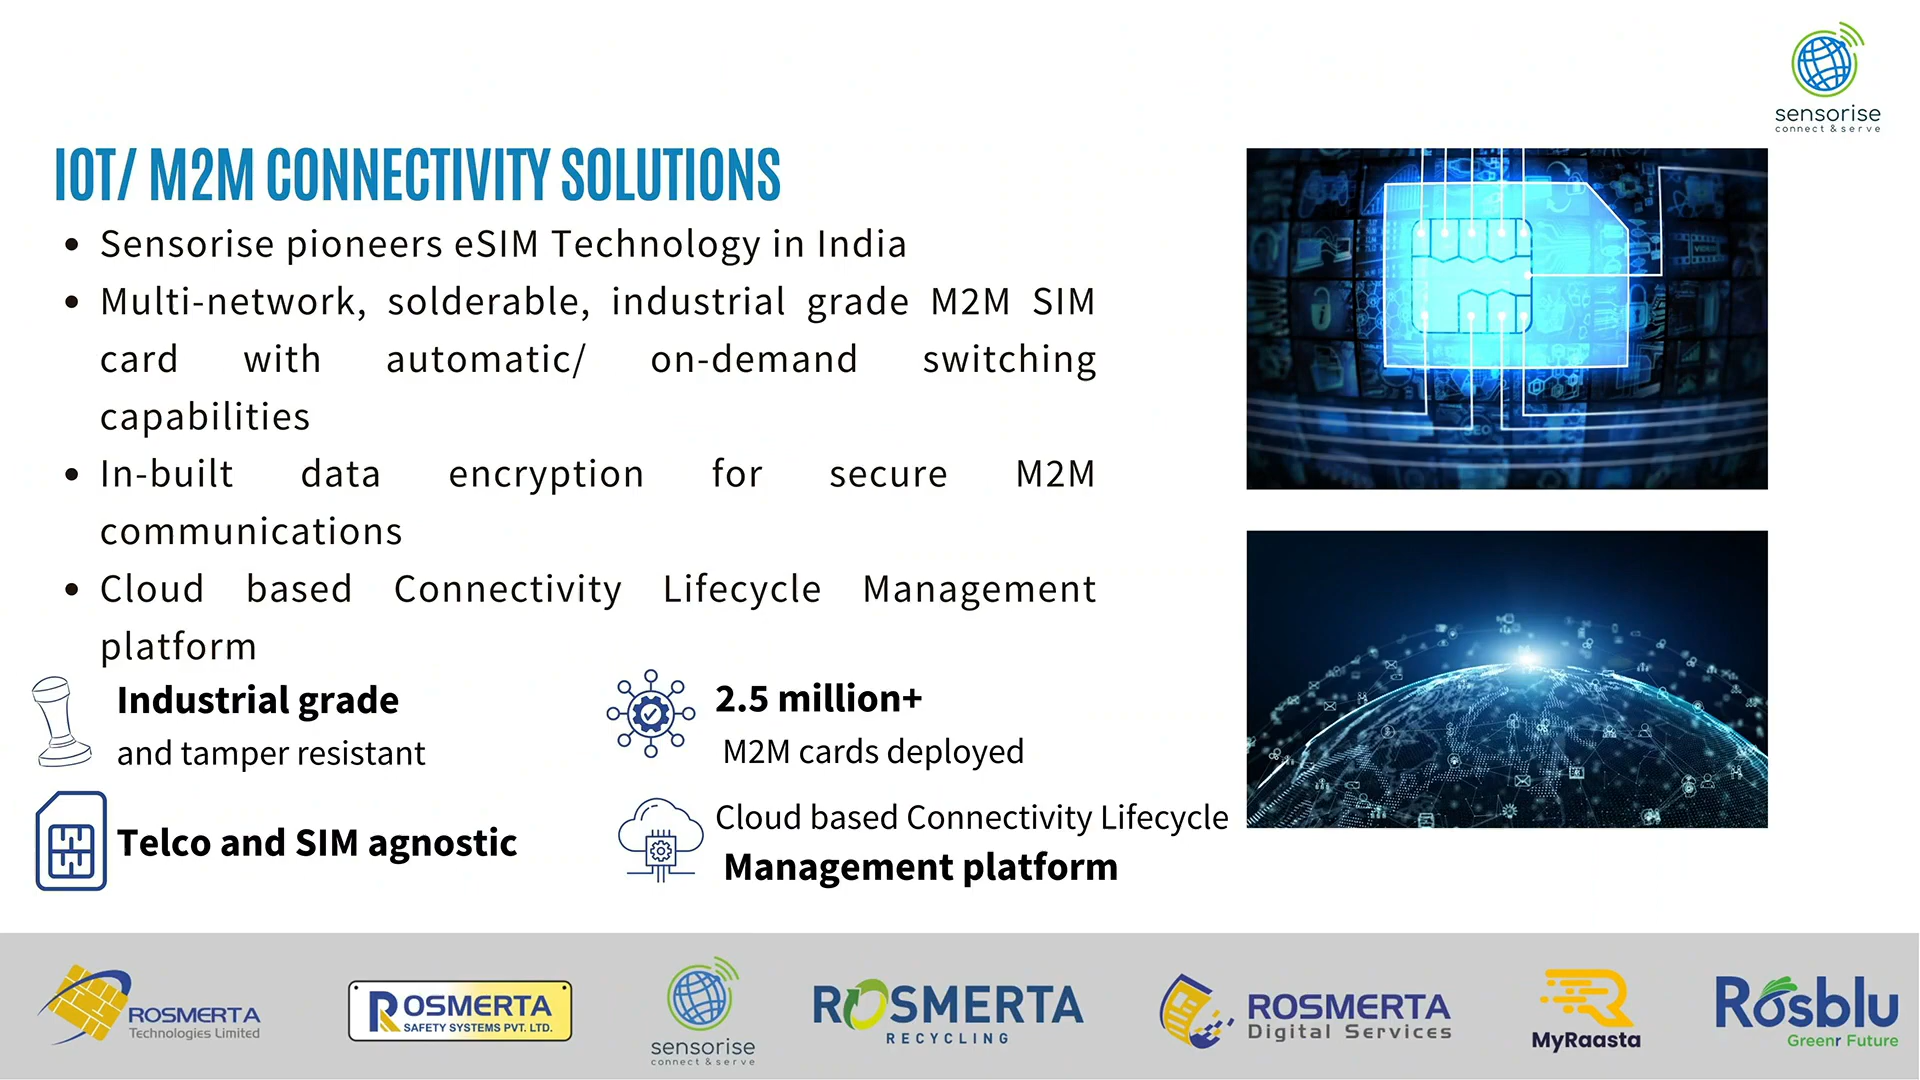 sensorise
connect & serve
IOT/ M2M CONNECTIVITY SOLUTIONS
• Sensorise pioneers eSIM Technology in India
• Multi-network, solderable, industrial grade M2M SIM
card with automatic/ on-demand switching
capabilities
• In-built data encryption for secure M2M
communications
• Cloud based Connectivity Lifecycle Management
platform
Industrial grade
and tamper resistant
2.5 million+
M2M cards deployed
Telco and SIM agnostic
Cloud based Connectivity Lifecycle
Management platform
SEO
ROSMERTA
Technologies Limited
ROSMERTA
SAFETY SYSTEMS PVT. LTD.
sensorise
connect & serve
ROSMERTA
RECYCLING
ROSMERTA
Digital Services
MyRaasta
Rosblu
Greenr Future